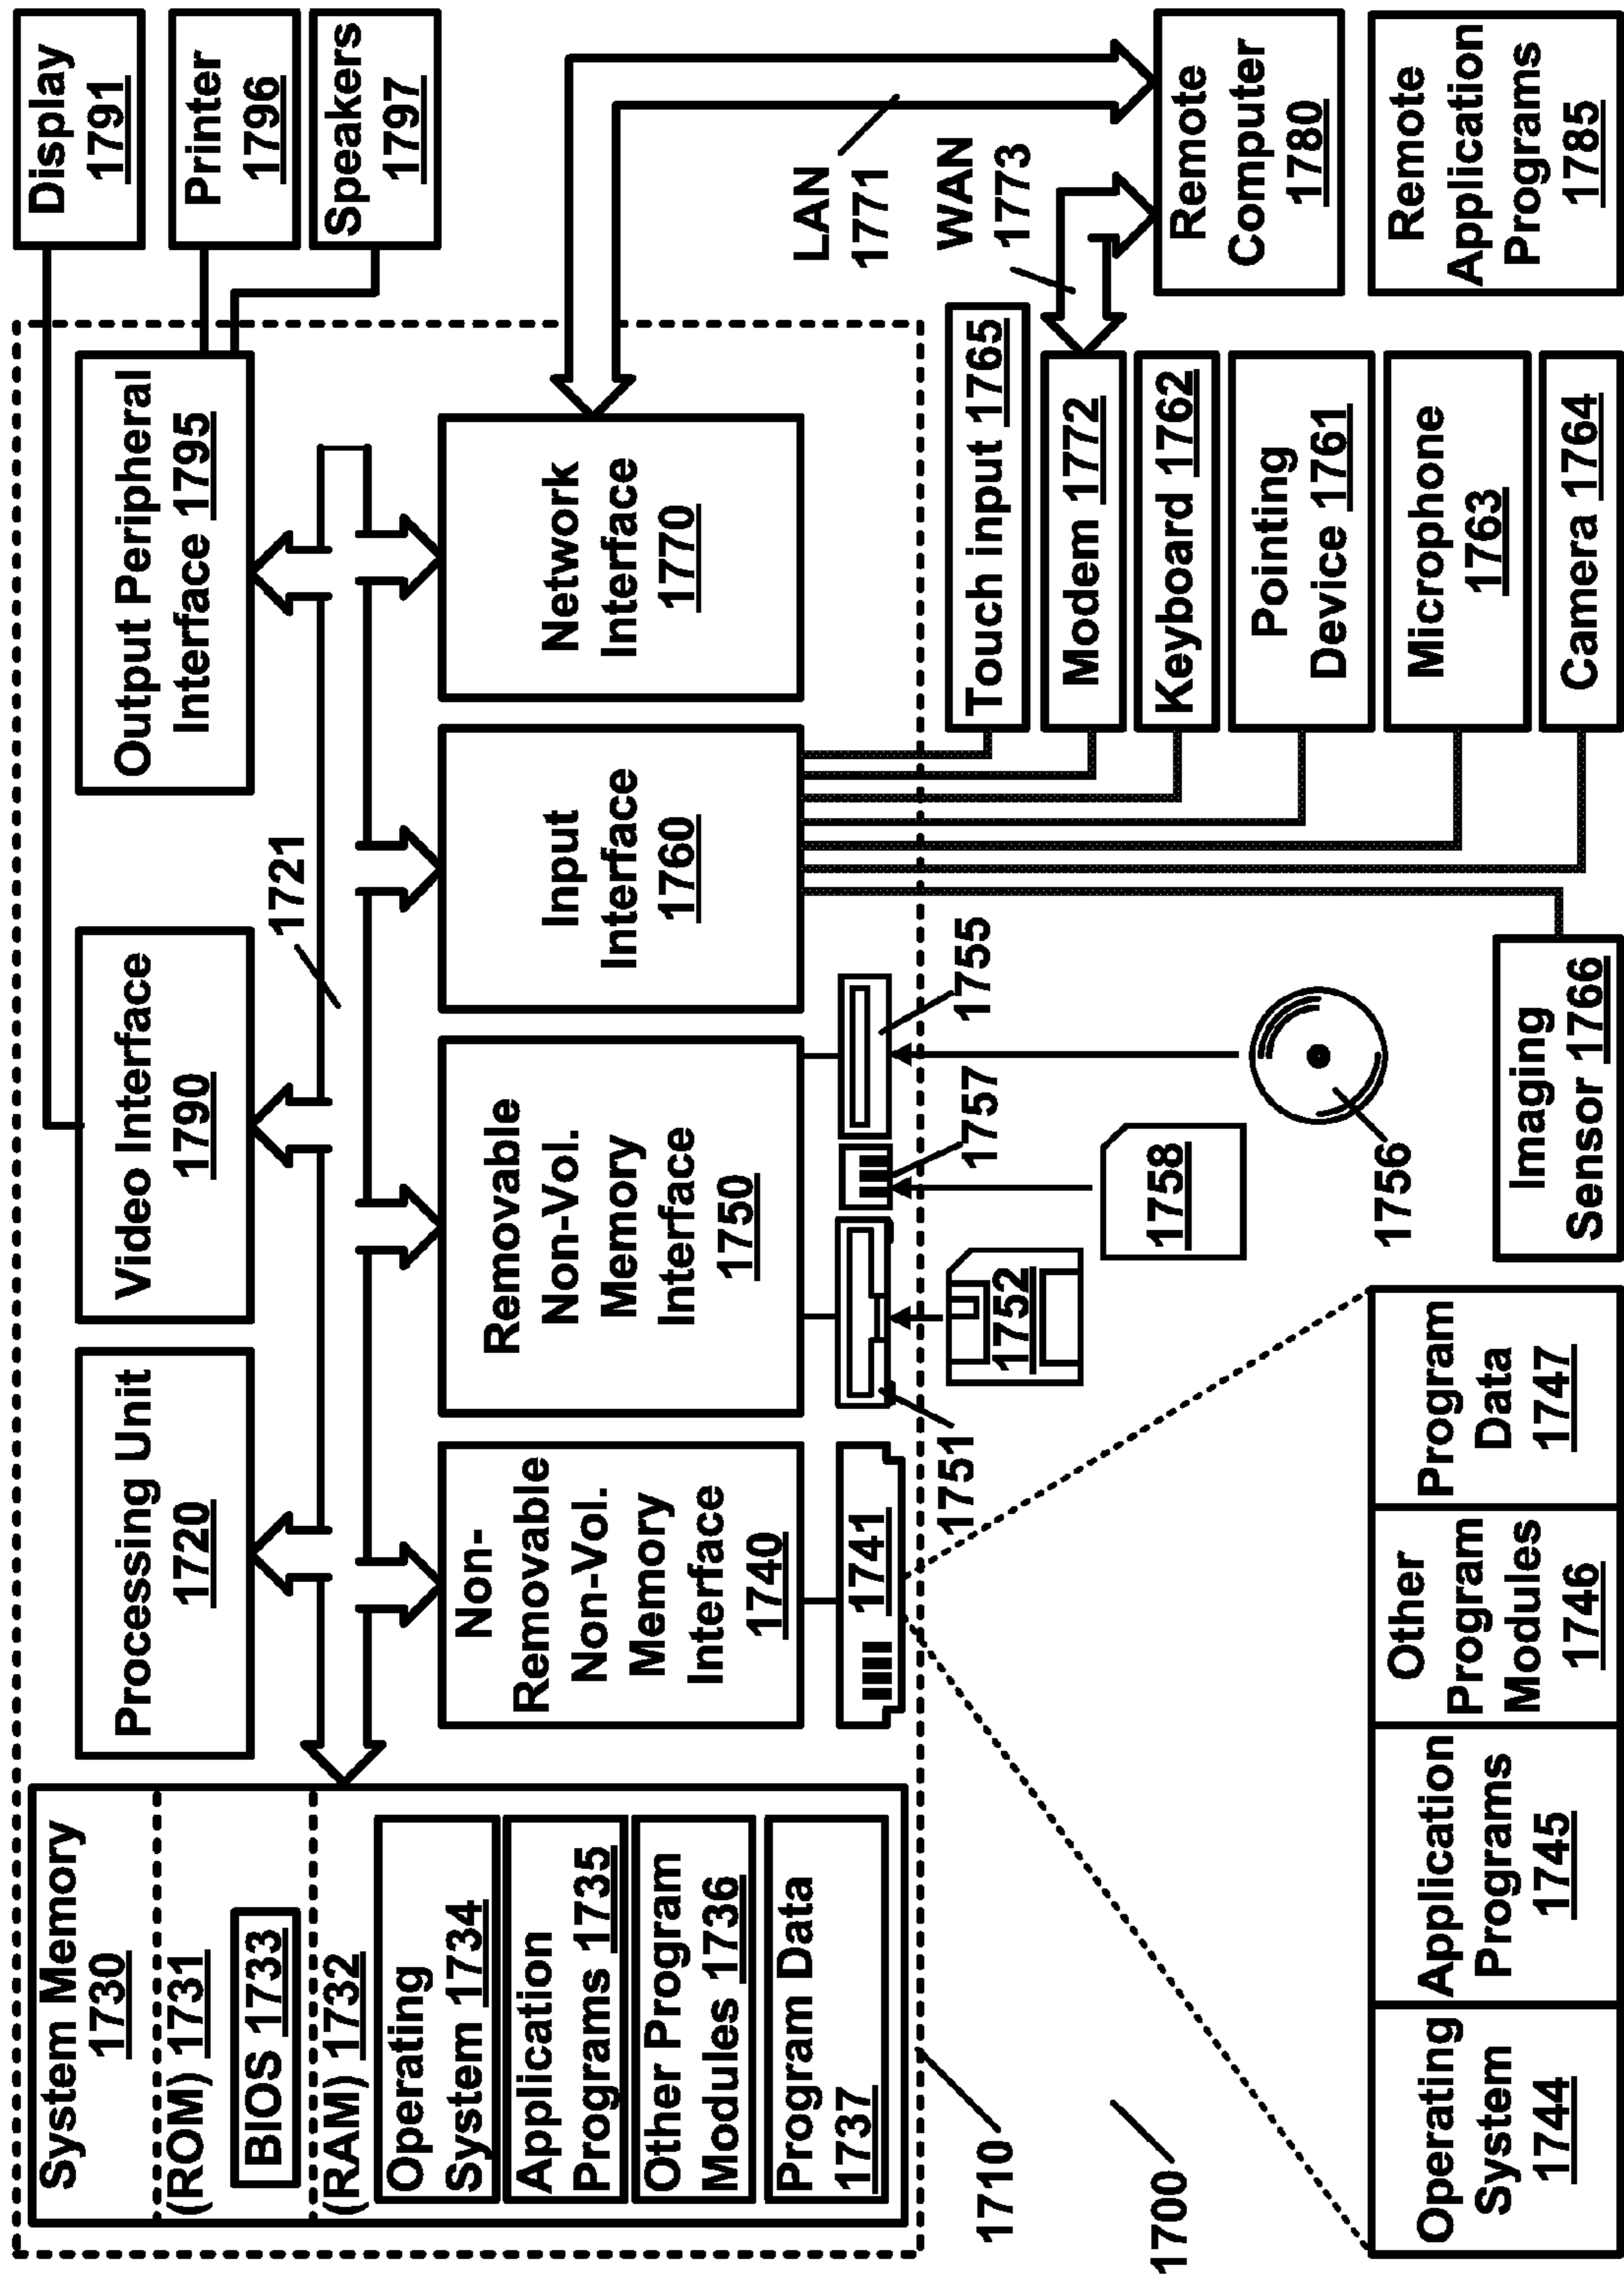 System Memory
1730
(ROM) 1731
BIOS 1733
(RAM) 1732
Operating
System 1734
Application
Programs 1735
Other Program
Modules 1736
Program Data
1737
Processing Unit
1720
Video Interface
1790
Output Peripheral
Interface 1795
Display
1791
Printer
1796
Speakers
1797
1721
Non-
Removable
Non-Vol.
Memory
Interface
1740
Removable
Non-Vol.
Memory
Interface
1750
Input
Interface
1760
Network
Interface
1770
1741
1751
1757
1755
1752
1758
1756
LAN
1771
WAN
1773
Touch input 1765
Modem 1772
Keyboard 1762
Pointing
Device 1761
Microphone
1763
Camera 1764
Imaging
Sensor 1766
Remote
Computer
1780
Remote
Application
Programs
1785
1710
1700
Operating
System
1744
Application
Programs
1745
Other
Program
Modules
1746
Program
Data
1747